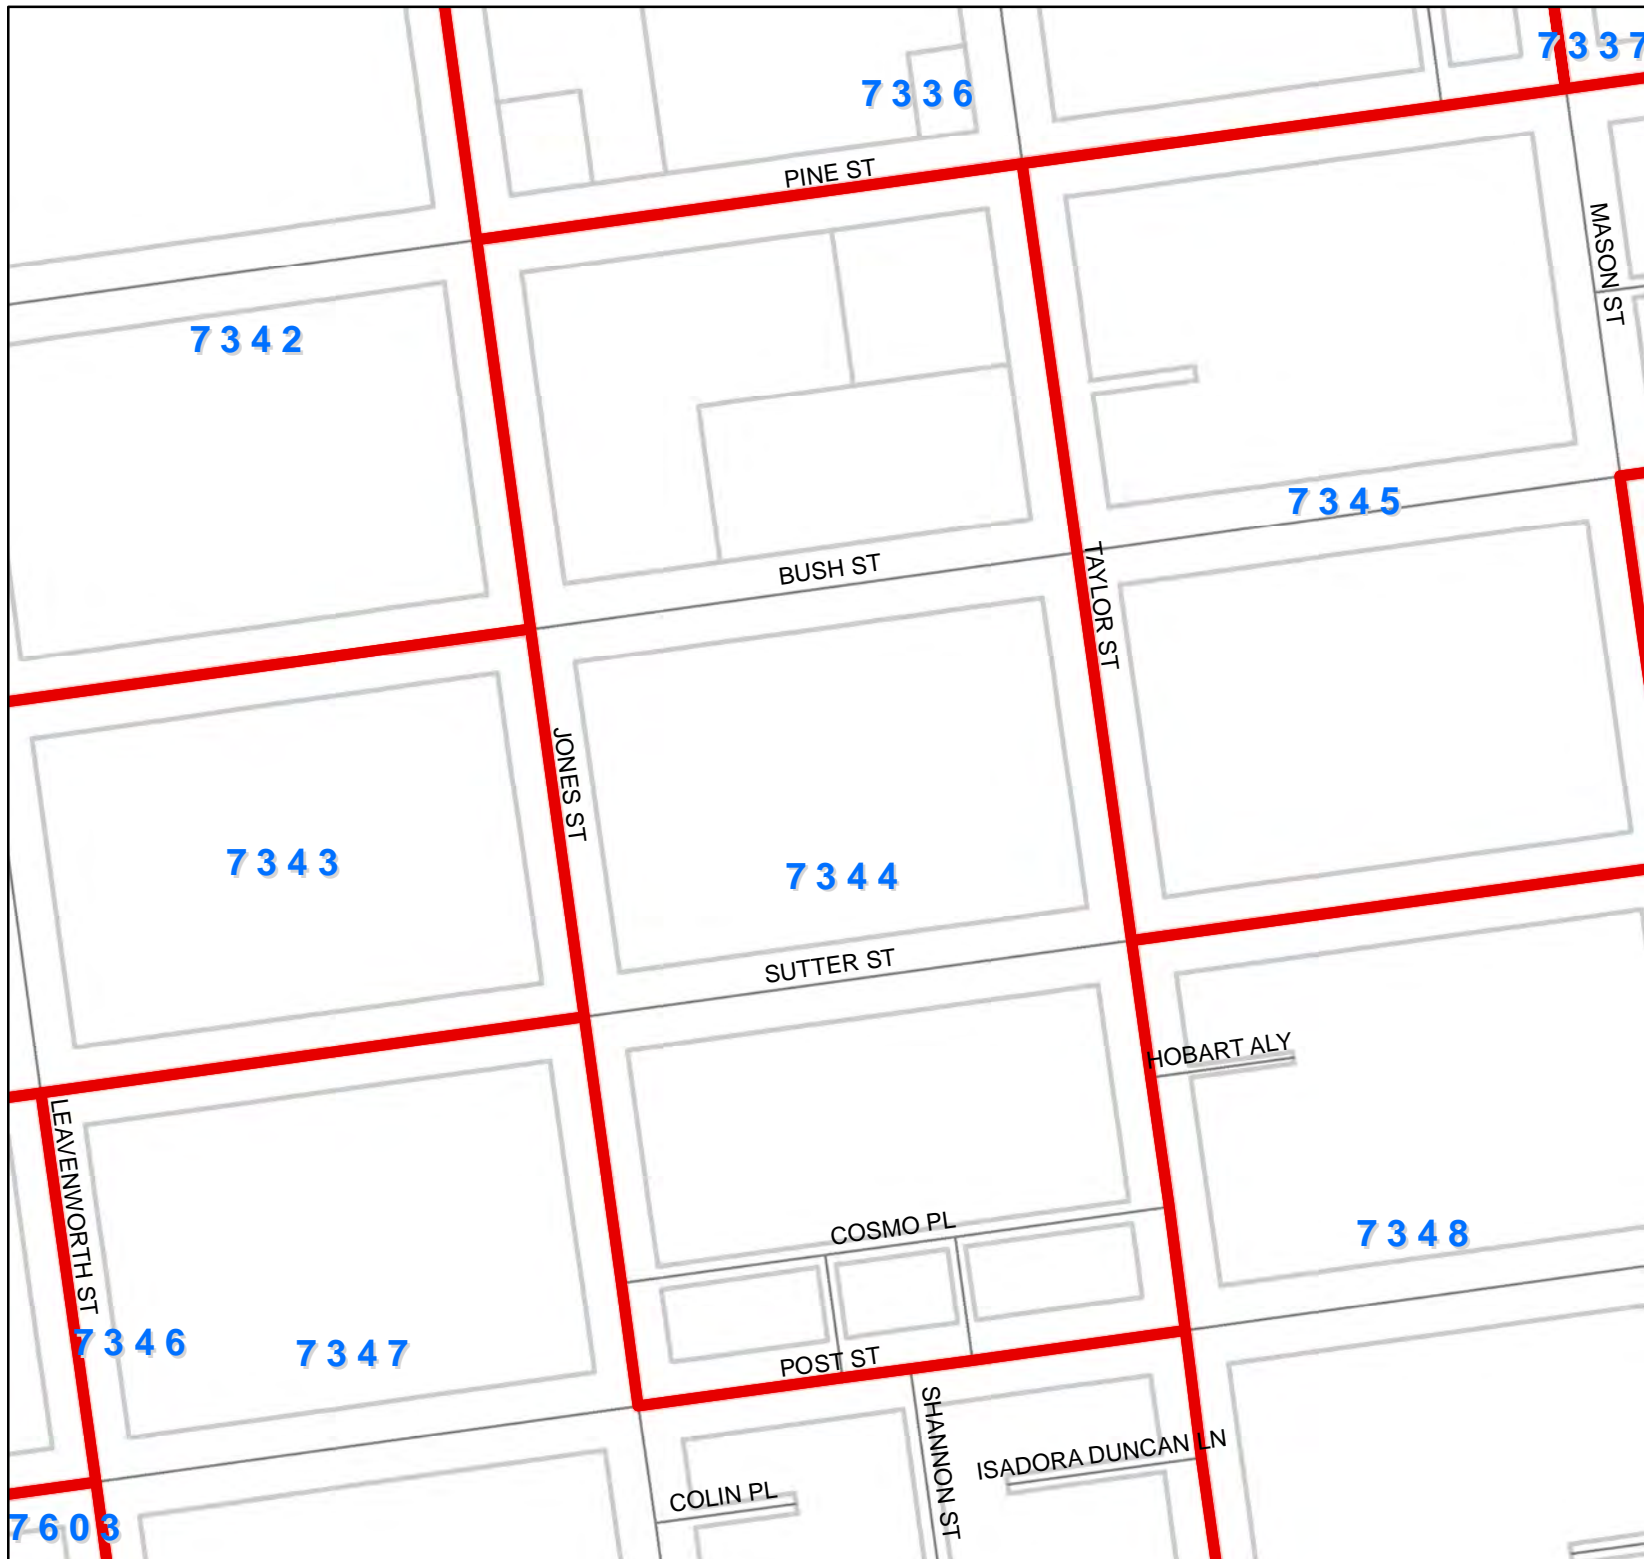 7337
7336
PINE ST
MASON ST
7342
7345
BUSH ST
TAYLOR ST
JONES ST
7343
7344
SUTTER ST
HOBART ALY
LEAVENWORTH ST
COSMO PL
7348
7346
7347
POST ST
SHANNON ST
ISADORA DUNCAN LN
COLIN PL
7603